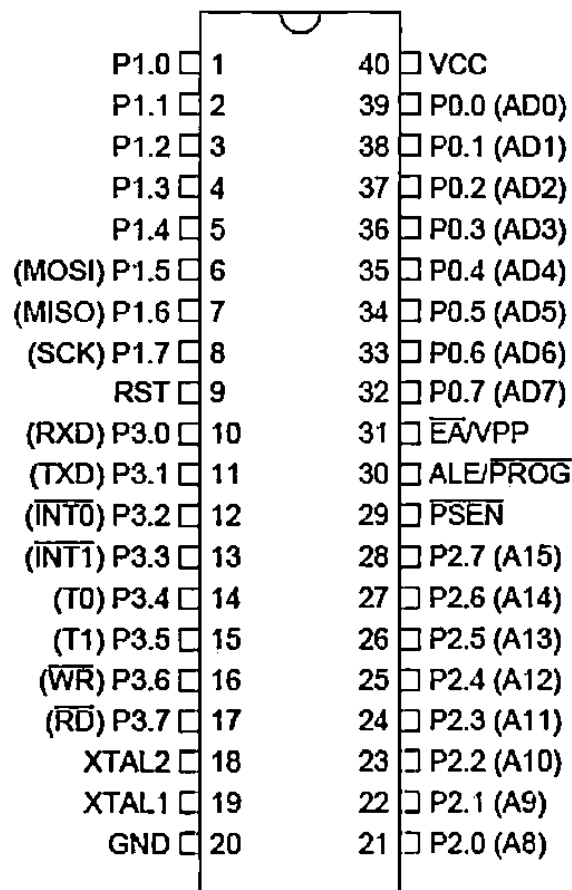 P1.0 1 40 VCC
P1.1 2 39 P0.0 (AD0)
P1.2 3 38 P0.1 (AD1)
P1.3 4 37 P0.2 (AD2)
P1.4 5 36 P0.3 (AD3)
(MOSI) P1.5 6 35 P0.4 (AD4)
(MISO) P1.6 7 34 P0.5 (AD5)
(SCK) P1.7 8 33 P0.6 (AD6)
RST 9 32 P0.7 (AD7)
(RXD) P3.0 10 31 E̅A̅/VPP
(TXD) P3.1 11 30 ALE/P̅R̅O̅G̅
(I̅N̅T̅0̅) P3.2 12 29 P̅S̅E̅N̅
(I̅N̅T̅1̅) P3.3 13 28 P2.7 (A15)
(T0) P3.4 14 27 P2.6 (A14)
(T1) P3.5 15 26 P2.5 (A13)
(W̅R̅) P3.6 16 25 P2.4 (A12)
(R̅D̅) P3.7 17 24 P2.3 (A11)
XTAL2 18 23 P2.2 (A10)
XTAL1 19 22 P2.1 (A9)
GND 20 21 P2.0 (A8)